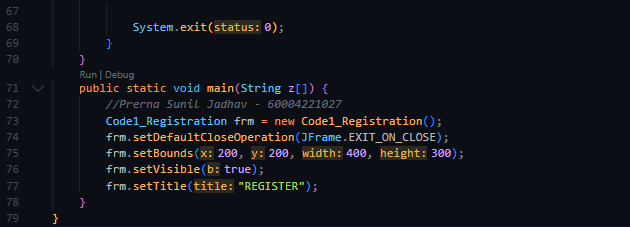 67
68 System.exit(status:0);
69 }
70 }
Run | Debug
71 public static void main(String z[]) {
72 //Prerna Sunil Jadhav - 60004221027
73 Code1_Registration frm = new Code1_Registration();
74 frm.setDefaultCloseOperation(JFrame.EXIT_ON_CLOSE);
75 frm.setBounds(x:200, y:200, width:400, height:300);
76 frm.setVisible(b:true);
77 frm.setTitle(title:"REGISTER");
78 }
79 }